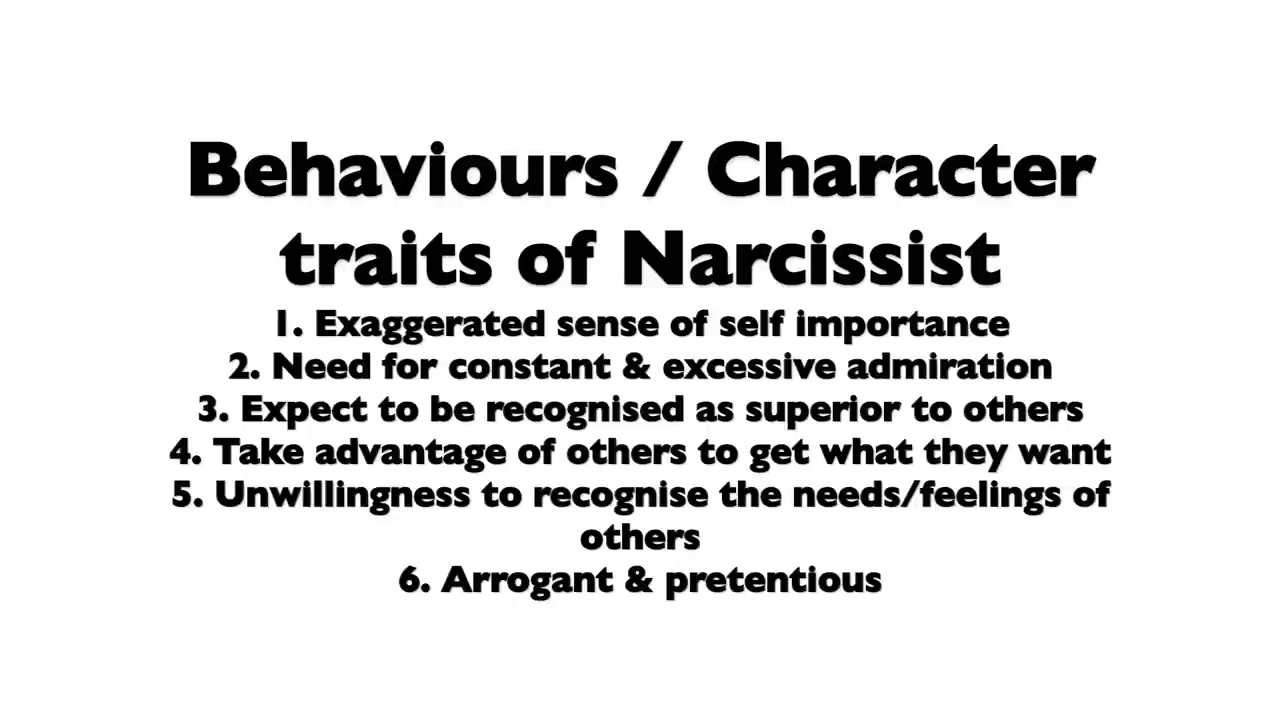 Behaviours / Character
traits of Narcissist
1. Exaggerated sense of self importance
2. Need for constant & excessive admiration
3. Expect to be recognised as superior to others
4. Take advantage of others to get what they want
5. Unwillingness to recognise the needs/feelings of
others
6. Arrogant & pretentious